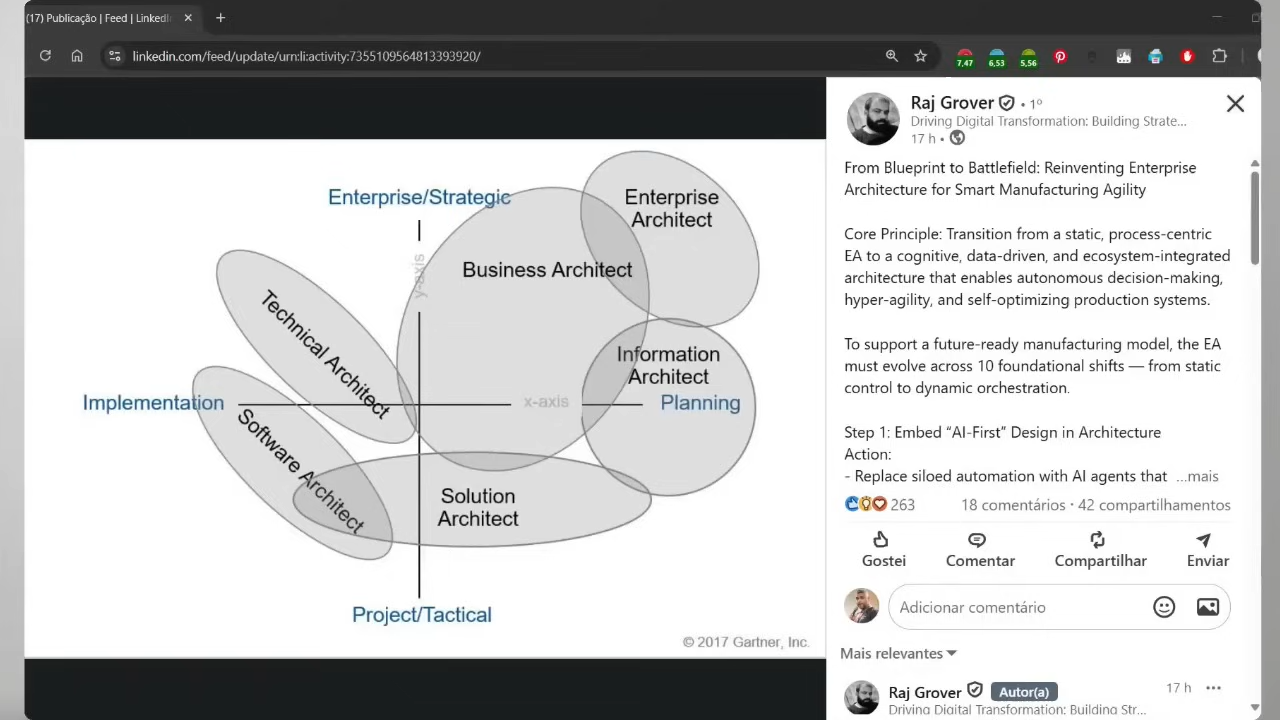 (17) Publicação | Feed | LinkedIn
linkedin.com/feed/update/urn:li:activity:7355109564813393920/
7,47
6,53
5,56
Enterprise/Strategic
Enterprise
Architect
Business Architect
y-axis
Technical Architect
Information
Architect
Implementation
x-axis
Planning
Software Architect
Solution
Architect
Project/Tactical
© 2017 Gartner, Inc.
Raj Grover • 1º
Driving Digital Transformation: Building Strate...
17 h •
From Blueprint to Battlefield: Reinventing Enterprise
Architecture for Smart Manufacturing Agility
Core Principle: Transition from a static, process-centric
EA to a cognitive, data-driven, and ecosystem-integrated
architecture that enables autonomous decision-making,
hyper-agility, and self-optimizing production systems.
To support a future-ready manufacturing model, the EA
must evolve across 10 foundational shifts — from static
control to dynamic orchestration.
Step 1: Embed “AI-First” Design in Architecture
Action:
- Replace siloed automation with AI agents that ...mais
263
18 comentários · 42 compartilhamentos
Gostei
Comentar
Compartilhar
Enviar
Adicionar comentário
Mais relevantes
Raj Grover Autor(a)
17 h
Driving Digital Transformation: Building Str...